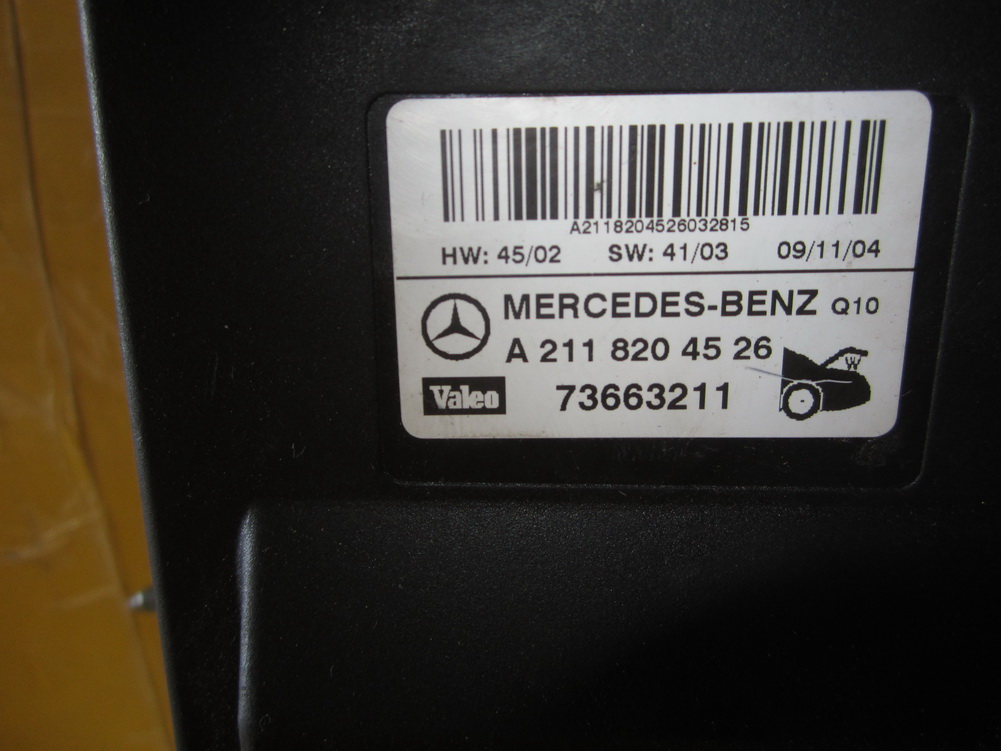 A2118204526032815
HW: 45/02 SW: 41/03 09/11/04
MERCEDES-BENZ Q10
A 211 820 45 26
W
Valeo 73663211